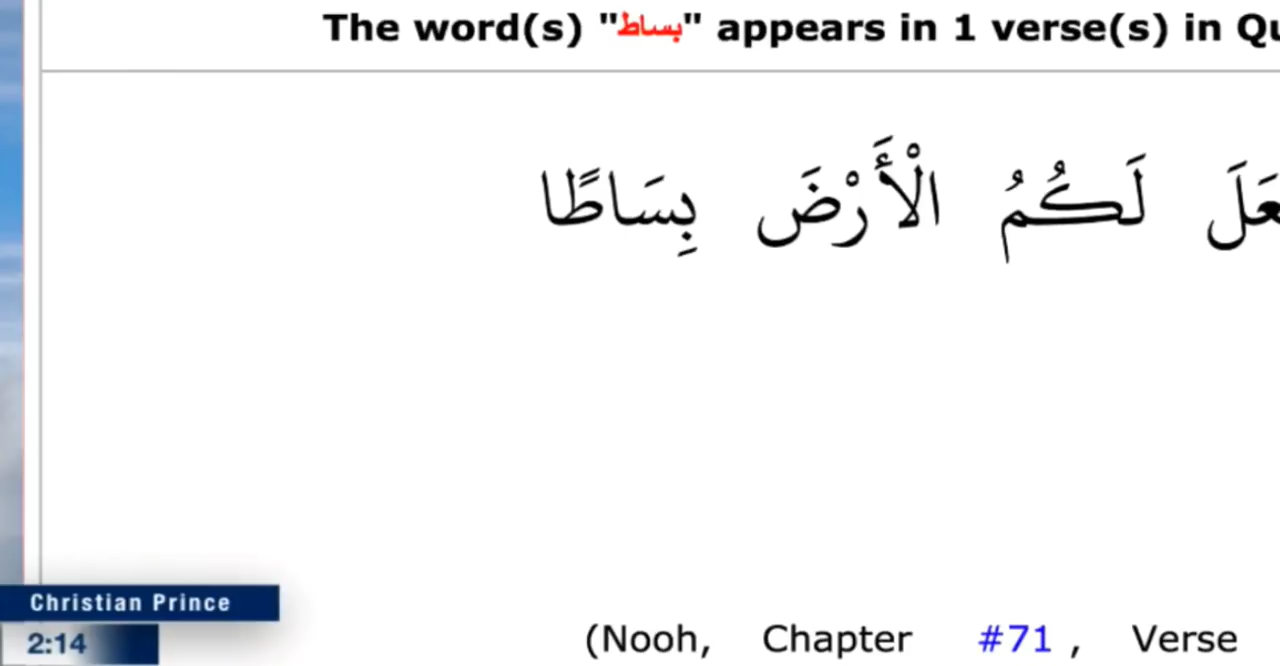 The word(s) "بساط" appears in 1 verse(s) in
لَكُمُ الْأَرْضَ بِسَاطًا
(Nooh, Chapter #71 , Verse
Christian Prince
2:14